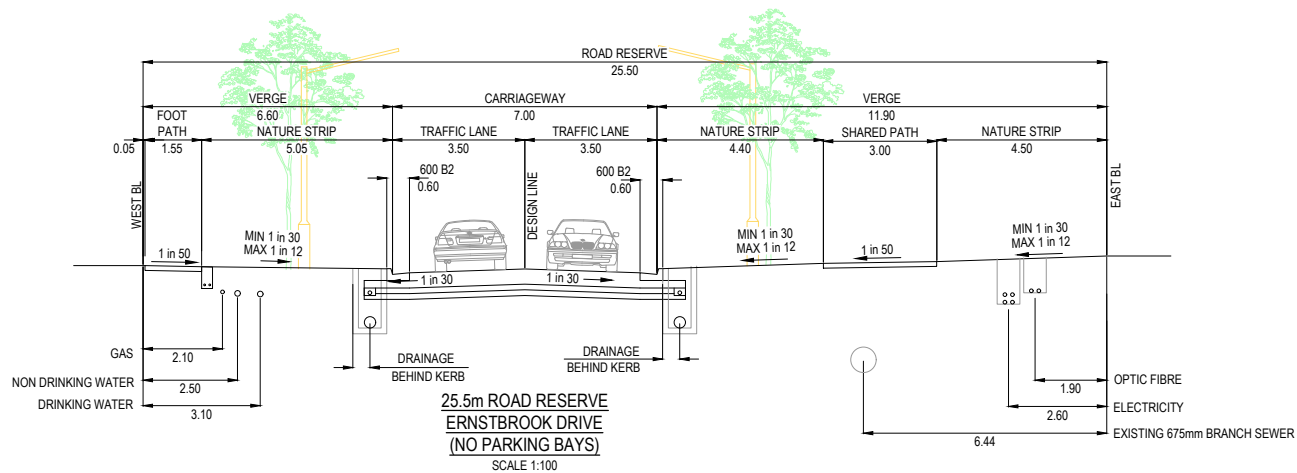 ROAD RESERVE
25.50
VERGE
6.60
CARRIAGEWAY
7.00
VERGE
11.90
FOOT
PATH
1.55
0.05
NATURE STRIP
5.05
TRAFFIC LANE
3.50
TRAFFIC LANE
3.50
NATURE STRIP
4.40
SHARED PATH
3.00
NATURE STRIP
4.50
600 B2
0.60
600 B2
0.60
WEST BL
DESIGN LINE
EAST BL
1 in 50
MIN 1 in 30
MAX 1 in 12
1 in 30
1 in 30
MIN 1 in 30
MAX 1 in 12
1 in 50
MIN 1 in 30
MAX 1 in 12
GAS
2.10
NON DRINKING WATER
2.50
DRINKING WATER
3.10
DRAINAGE
BEHIND KERB
DRAINAGE
BEHIND KERB
1.90
OPTIC FIBRE
2.60
ELECTRICITY
6.44
EXISTING 675mm BRANCH SEWER
25.5m ROAD RESERVE
ERNSTBROOK DRIVE
(NO PARKING BAYS)
SCALE 1:100